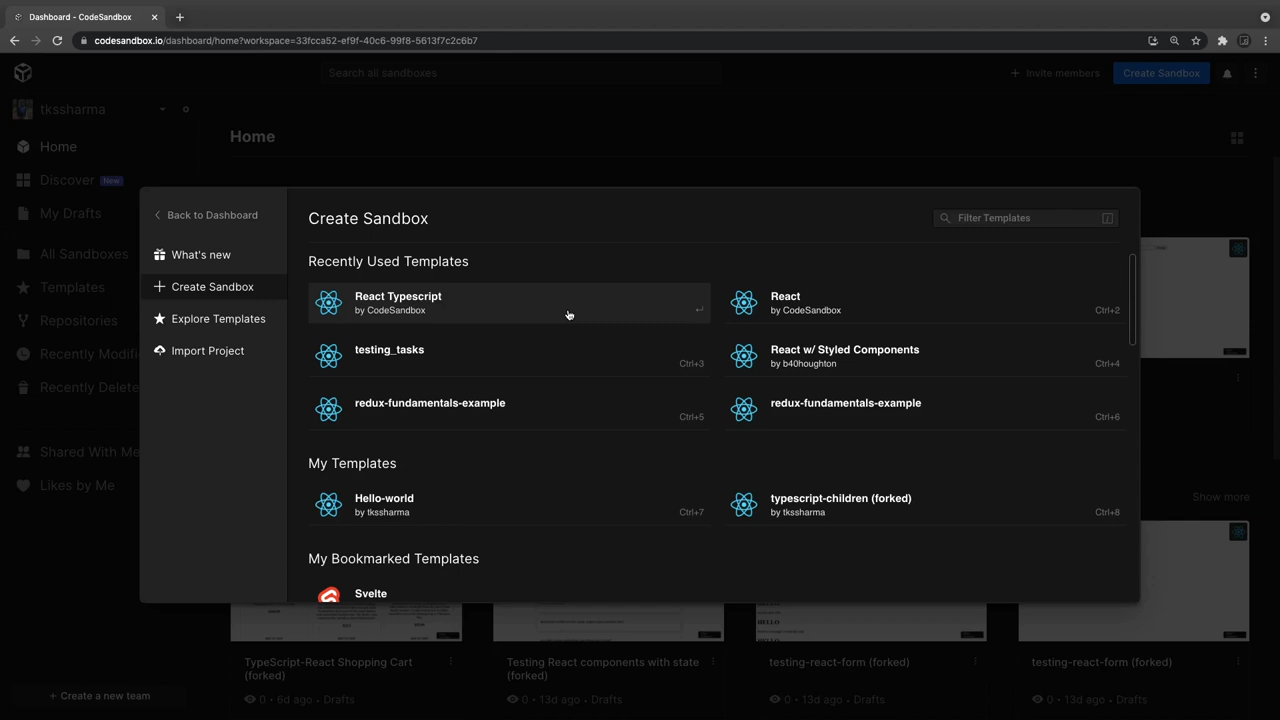 Dashboard - CodeSandbox
codesandbox.io/dashboard/home?workspace=33fcca52-ef9f-40c6-99f8-5613f7c2c6b7
Search all sandboxes
Invite members
Create Sandbox
tkssharma
Home
Home
Discover New
My Drafts
All Sandboxes
Templates
Repositories
Recently Modifi
Recently Delete
Shared With Me
Likes by Me
+ Create a new team
Back to Dashboard
What's new
Create Sandbox
Explore Templates
Import Project
Create Sandbox
Filter Templates
Recently Used Templates
React Typescript
by CodeSandbox
React
by CodeSandbox
Ctrl+2
testing_tasks
Ctrl+3
React w/ Styled Components
by b40houghton
Ctrl+4
redux-fundamentals-example
Ctrl+5
redux-fundamentals-example
Ctrl+6
My Templates
Hello-world
by tkssharma
Ctrl+7
typescript-children (forked)
by tkssharma
Ctrl+8
My Bookmarked Templates
Svelte
Show more
HELLO
HELLO
TypeScript-React Shopping Cart
(forked)
0 • 6d ago • Drafts
Testing React components with state
(forked)
0 • 13d ago • Drafts
testing-react-form (forked)
0 • 13d ago • Drafts
testing-react-form (forked)
0 • 13d ago • Drafts